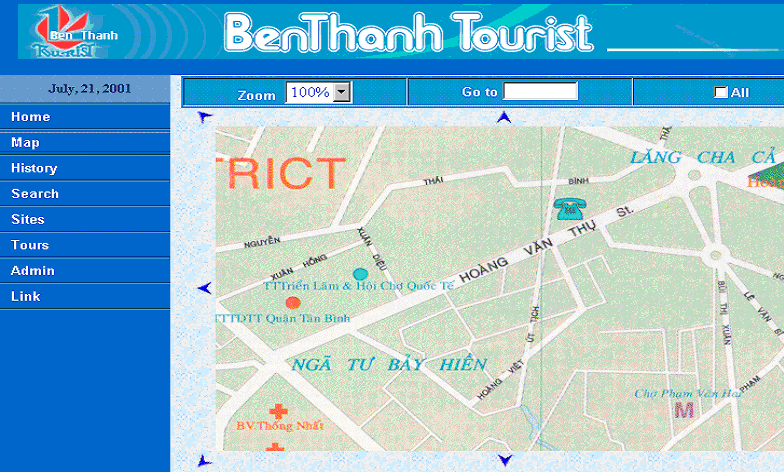 Ben Thanh
TOURIST
BenThanh Tourist
July, 21, 2001
Zoom 100% Go to All
Home
Map
History
Search
Sites
Tours
Admin
Link
TRICT
LĂNG CHA CẢ
THÁI
BÌNH
HOÀNG VĂN THỤ St.
NGUYỄN
XUÂN HỒNG
XUÂN DIỆU
TTTriển Lãm & Hội Chợ Quốc Tế
TTTDTT Quân Tân Bình
NGÃ TƯ BẢY HIỀN
HOÀNG VIỆT
ÚT TỊCH
BÙI THỊ XUÂN
LÊ VĂN
PHẠM
Chợ Phạm Văn Hai
M
BV.Thống Nhất